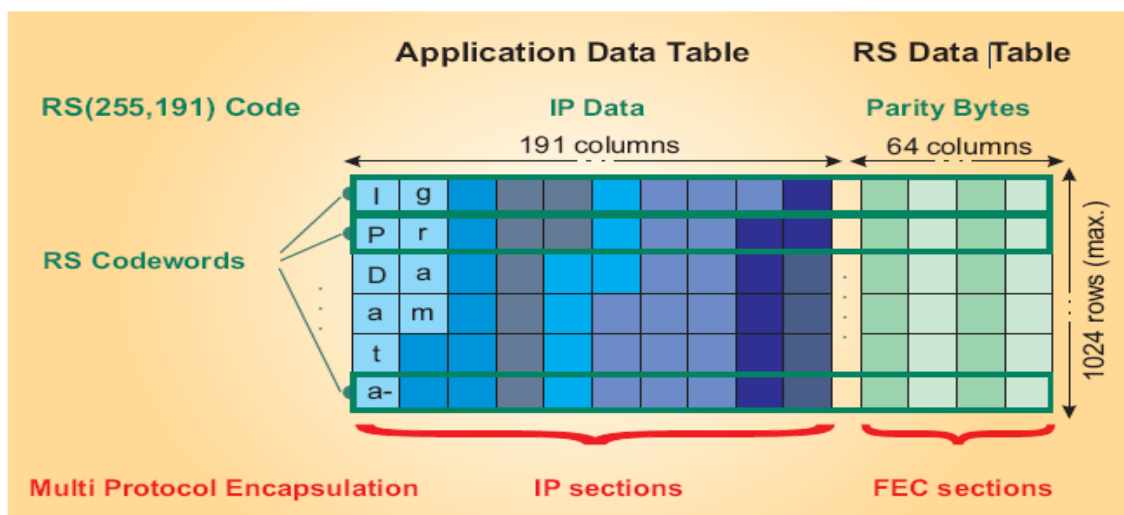 Application Data Table RS Data Table
RS(255,191) Code IP Data Parity Bytes
191 columns 64 columns
I g
P r
RS Codewords
D a
a m
t
a-
1024 rows (max.)
Multi Protocol Encapsulation IP sections FEC sections